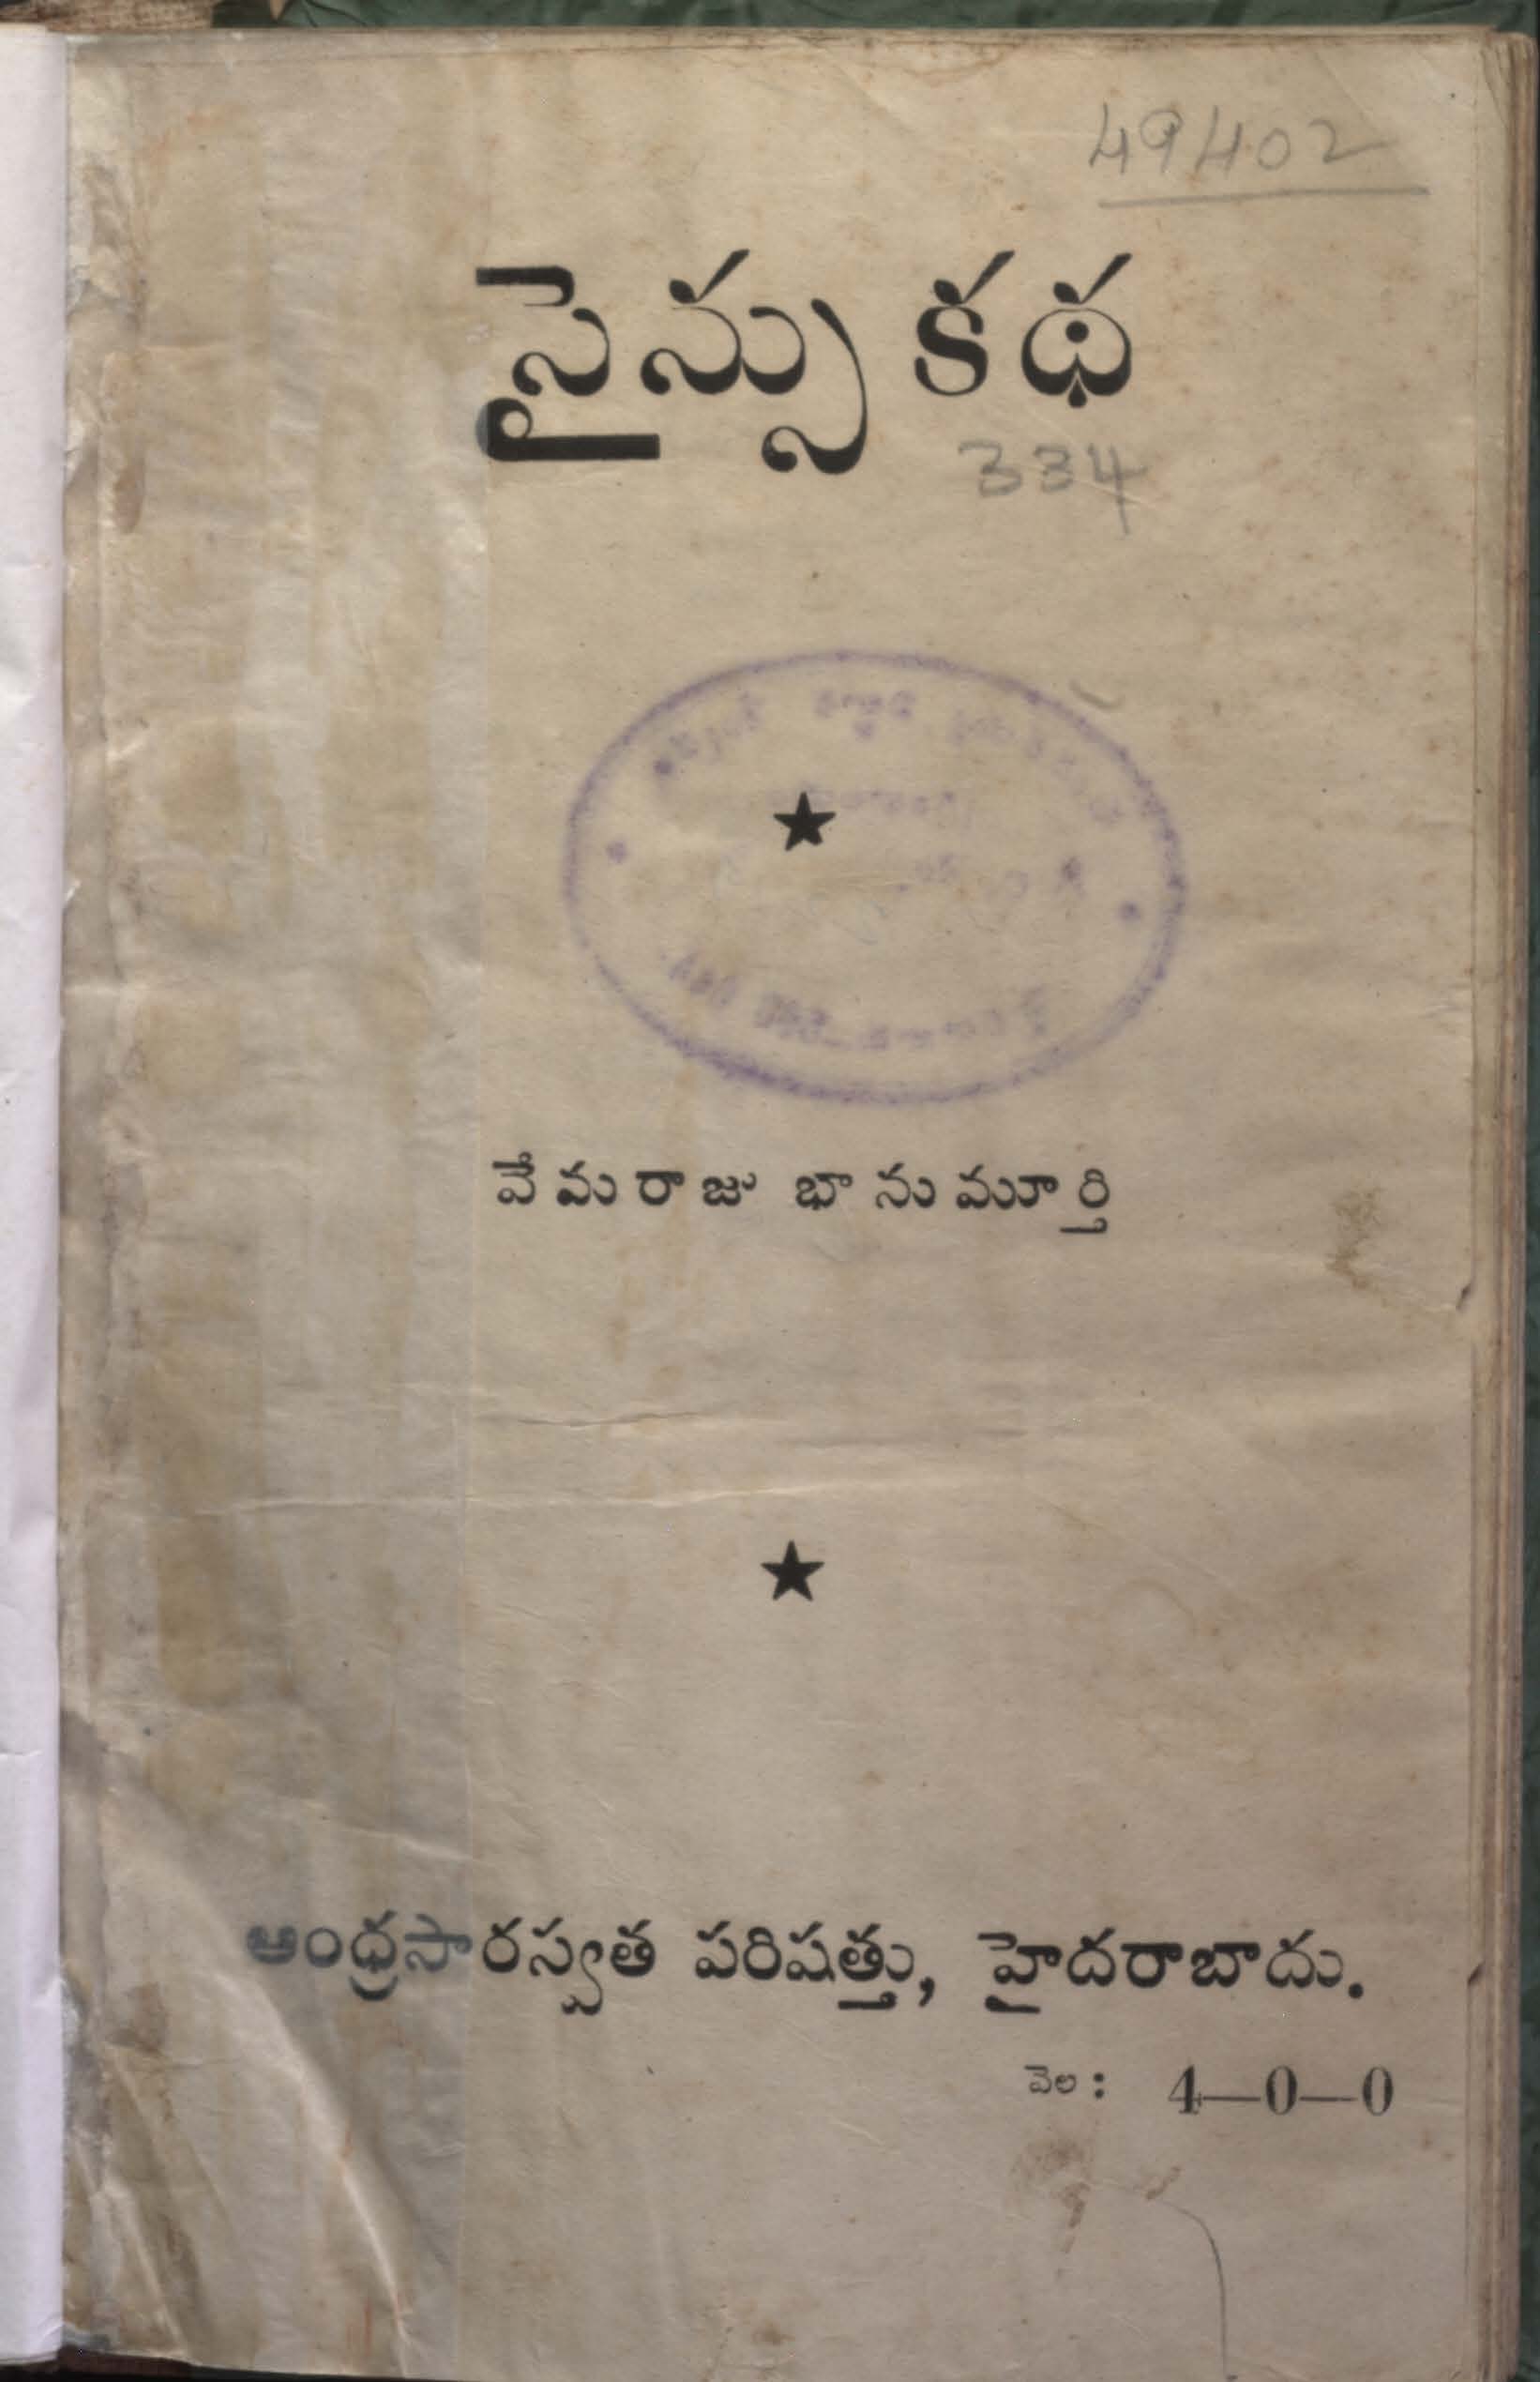 49402
సైన్సు కథ
334
★
వేమరాజు భానుమూర్తి
★
ఆంధ్రసారస్వత పరిషత్తు, హైదరాబాదు.
వెల : 4—0—0